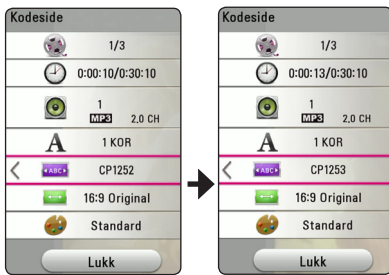 Kodeside
1/3
0:00:10/0:30:10
1
MP3 2,0 CH
A 1 KOR
ABC CP1252
16:9 Original
Standard
Lukk
Kodeside
1/3
0:00:13/0:30:10
1
MP3 2,0 CH
A 1 KOR
ABC CP1253
16:9 Original
Standard
Lukk